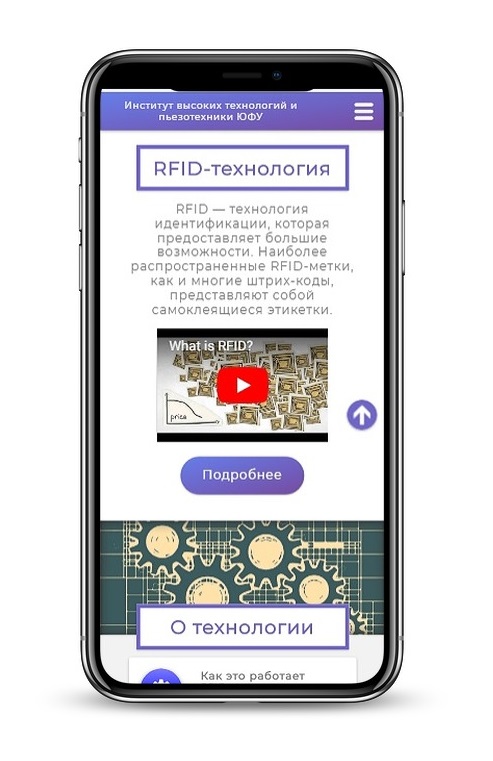 Институт высоких технологий и
пьезотехники ЮФУ
RFID-технология
RFID — технология
идентификации, которая
предоставляет большие
возможности. Наиболее
распространенные RFID-метки,
как и многие штрих-коды,
представляют собой
самоклеящиеся этикетки.
What is RFID?
price
Подробнее
О технологии
Как это работает